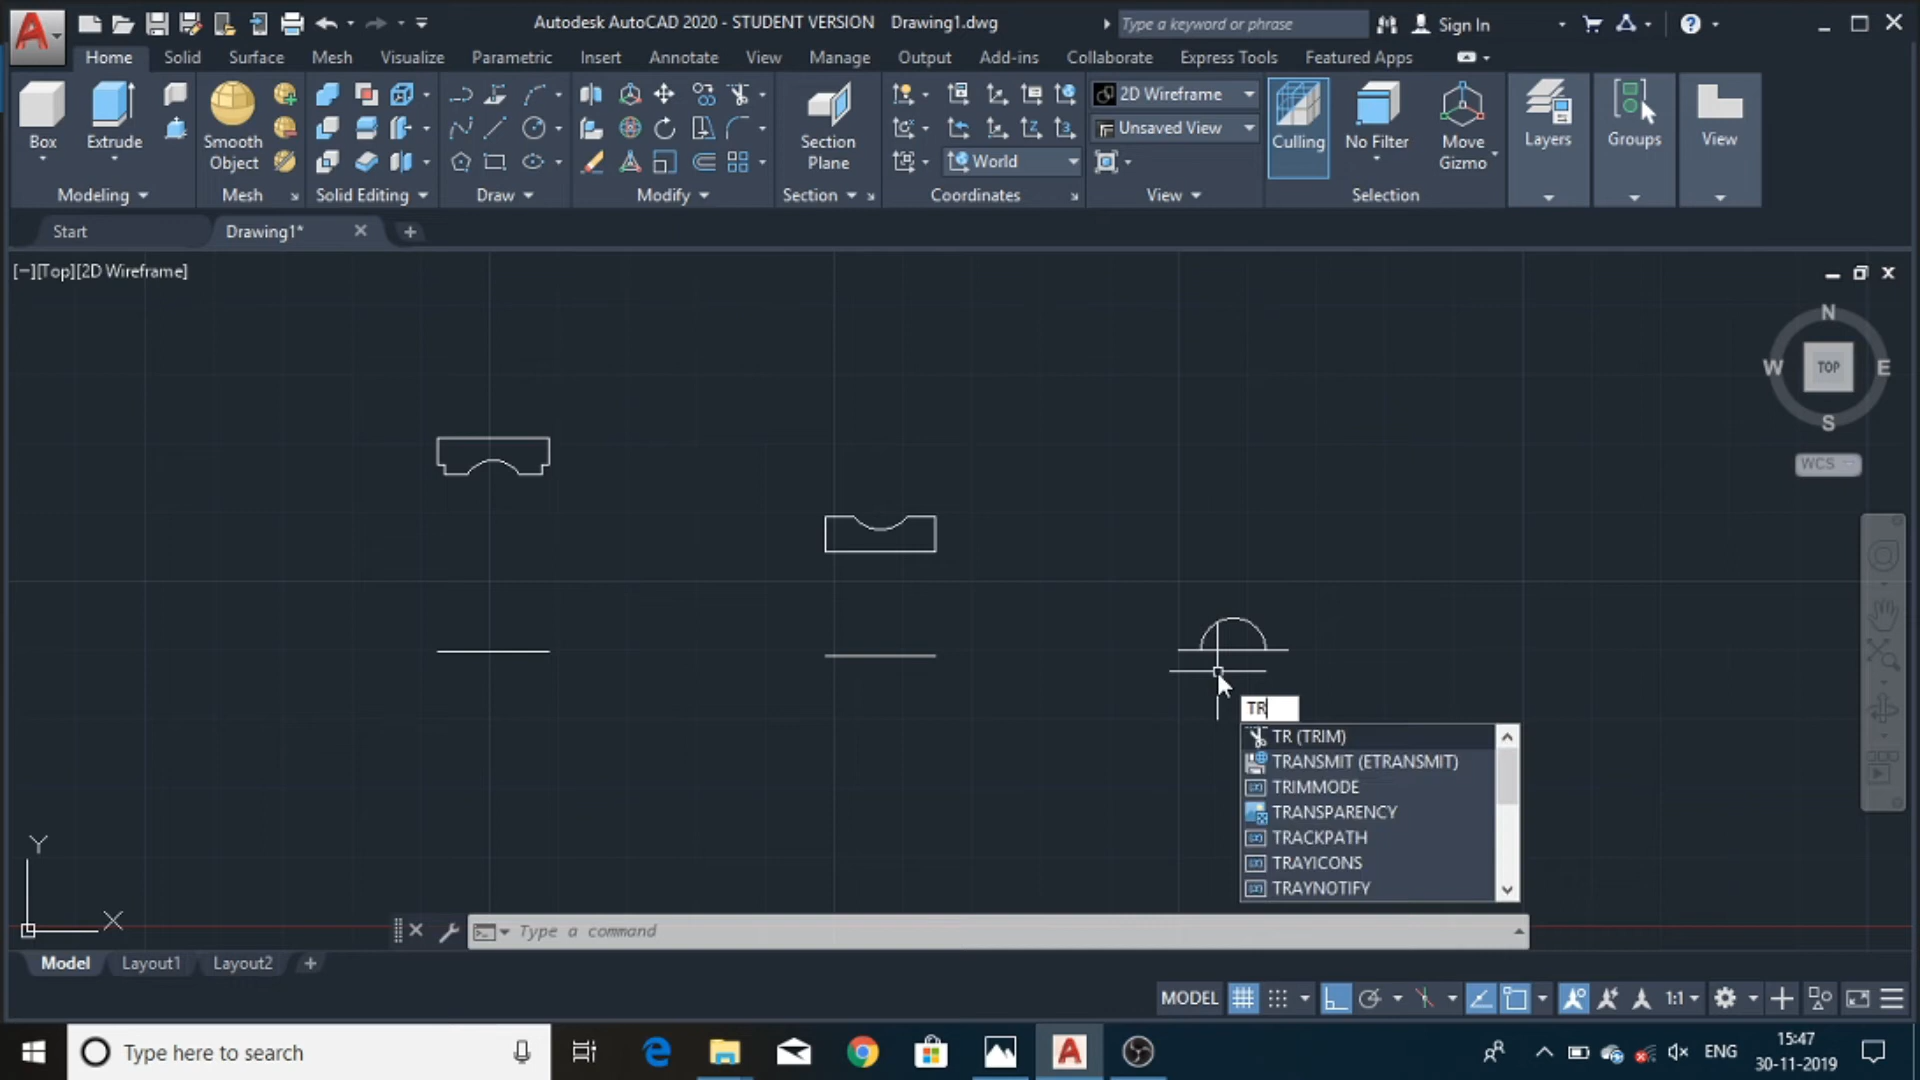 Autodesk AutoCAD 2020 - STUDENT VERSION Drawing1.dwg
Type a keyword or phrase
Sign In
Home Solid Surface Mesh Visualize Parametric Insert Annotate View Manage Output Add-ins Collaborate Express Tools Featured Apps
Box
Extrude
Smooth Object
Section Plane
2D Wireframe
Unsaved View
World
Culling
No Filter
Move Gizmo
Layers
Groups
View
Modeling
Mesh
Solid Editing
Draw
Modify
Section
Coordinates
View
Selection
Start
Drawing1*
[−][Top][2D Wireframe]
N
W
TOP
E
S
WCS
TR
TR (TRIM)
TRANSMIT (ETRANSMIT)
TRIMMODE
TRANSPARENCY
TRACKPATH
TRAYICONS
TRAYNOTIFY
Y
X
Type a command
Model Layout1 Layout2
MODEL
1:1
Type here to search
ENG
15:47
30-11-2019